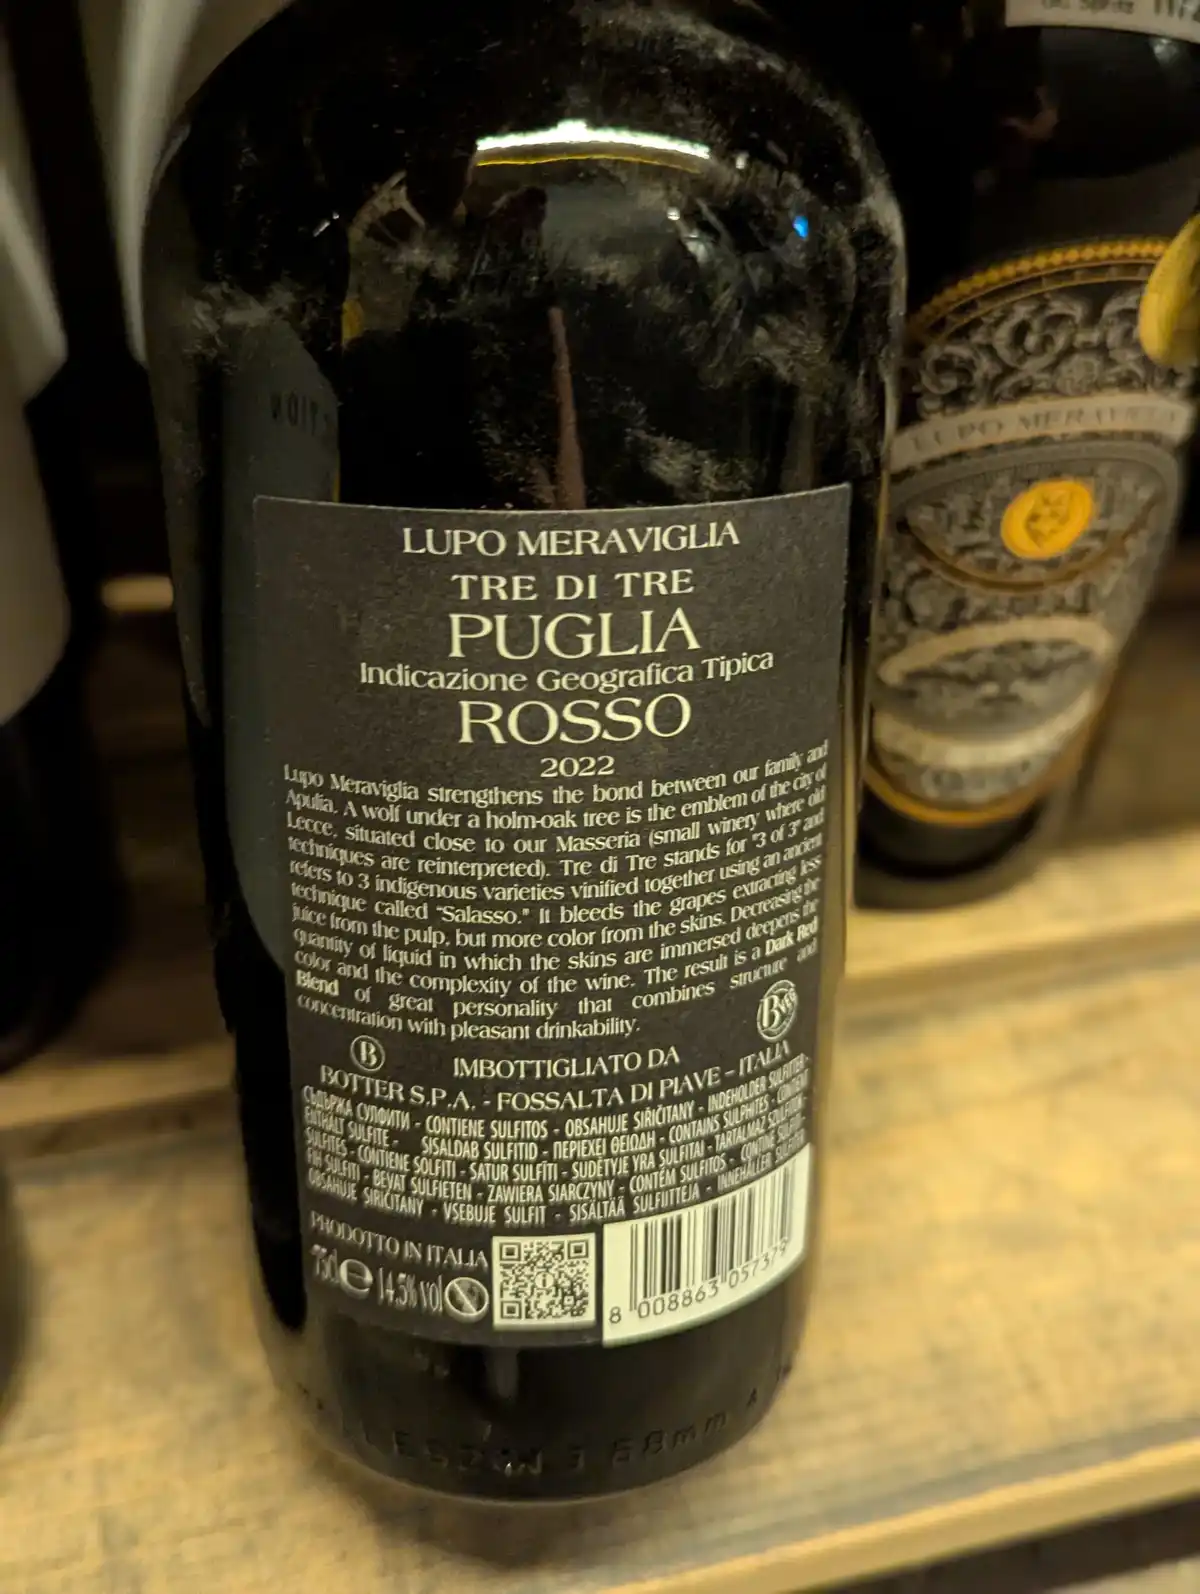 LUPO MERAVIGLIA
TRE DI TRE
PUGLIA
Indicazione Geografica Tipica
ROSSO
2022
Lupo Meraviglia strengthens the bond between our family and
Apulia. A wolf under a holm-oak tree is the emblem of the city of
Lecce, situated close to our Masseria (small winery where old
techniques are reinterpreted). Tre di Tre stands for "3 of 3" and
refers to 3 indigenous varieties vinified together using an ancient
technique called "Salasso." It bleeds the grapes extracting less
juice from the pulp, but more color from the skins. Decreasing the
quantity of liquid in which the skins are immersed deepens the
color and the complexity of the wine. The result is a Dark Red
Blend of great personality that combines structure and
concentration with pleasant drinkability.
B
B
IMBOTTIGLIATO DA
BOTTER S.P.A. - FOSSALTA DI PIAVE - ITALIA
СЪДЪРЖА СУЛФИТИ - CONTIENE SULFITOS - OBSAHUJE SIŘIČITANY - INDEHOLDER SULFITTER -
ENTHÄLT SULFITE - SISALDAB SULFITID - ΠΕΡΙΕΧΕΙ ΘΕΙΩΔΗ - CONTAINS SULPHITES - CONTIENT
SULFITES - CONTIENE SOLFITI - SATUR SULFĪTI - SUDĖTYJE YRA SULFITAI - TARTALMAZ SZULFITOK -
FIH SULFITI - BEVAT SULFIETEN - ZAWIERA SIARCZYNY - CONTÉM SULFITOS - CONTINE SULFITI -
OBSAHUJE SIRIČITANY - VSEBUJE SULFIT - SISÄLTÄÄ SULFIITTEJA - INNEHÅLLER SULFITER
PRODOTTO IN ITALIA
75cl e 14,5% vol
8 008863 057379
68mm
LUPO MERAVIGLIA